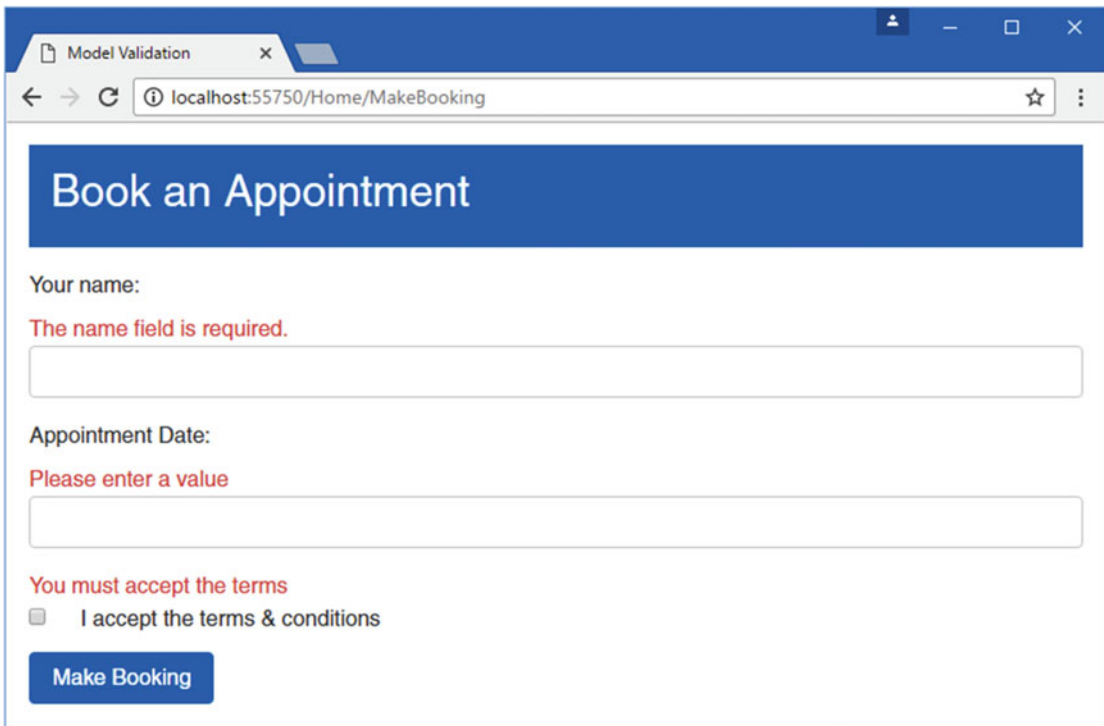 Model Validation
localhost:55750/Home/MakeBooking
Book an Appointment
Your name:
The name field is required.
Appointment Date:
Please enter a value
You must accept the terms
I accept the terms & conditions
Make Booking